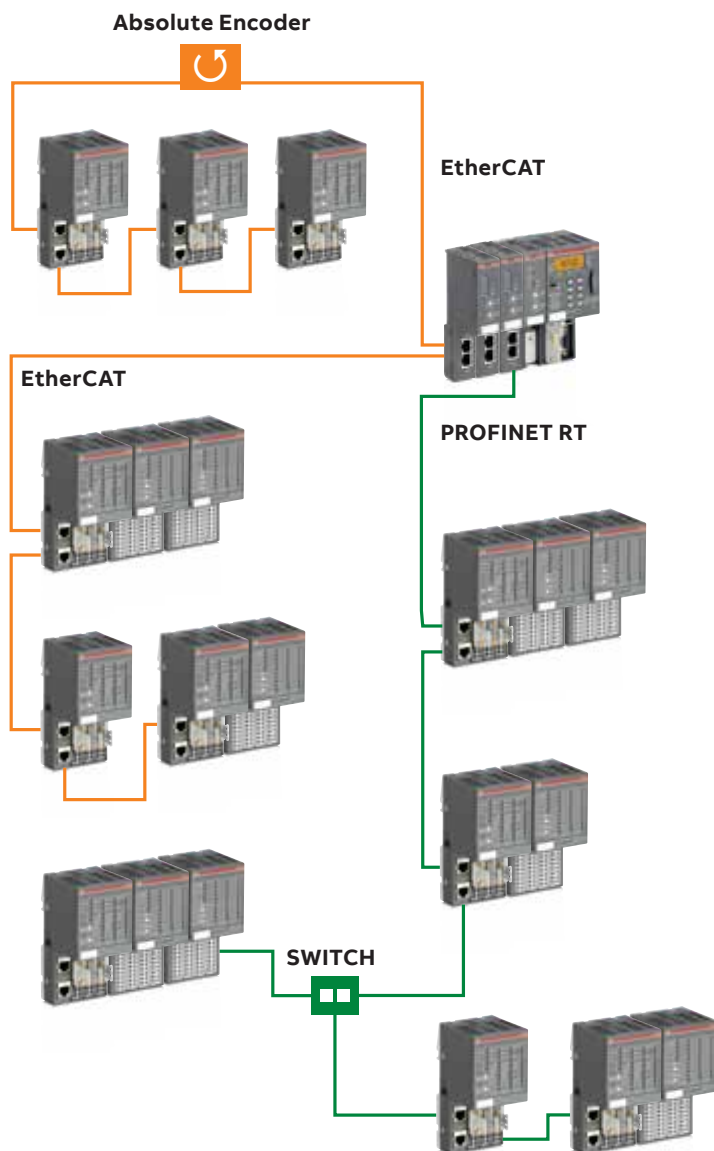 Absolute Encoder
EtherCAT
EtherCAT
PROFINET RT
SWITCH